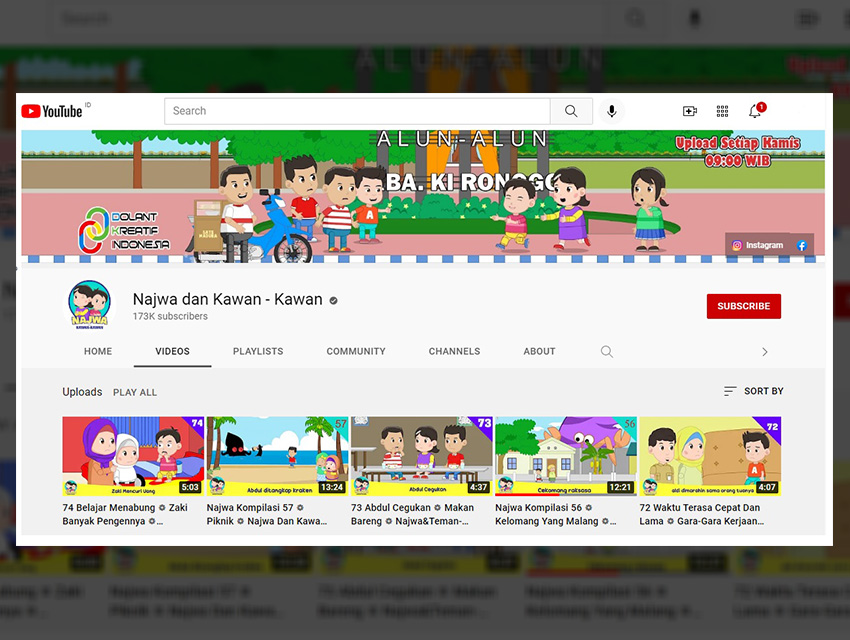 YouTube ID
Search
1
ALUN-ALUN
BA. KI RONGGO
Upload Setiap Kamis
09:00 WIB
DOLANT
KREATIF
INDONESIA
Instagram
NAJWA
Najwa dan Kawan - Kawan
173K subscribers
SUBSCRIBE
HOME VIDEOS PLAYLISTS COMMUNITY CHANNELS ABOUT
Uploads PLAY ALL SORT BY
74 57 73 56 72
Zaki Mencuri Uang
Abdul ditangkap kraken
Abdul Cegukan
Cekomang raksasa
aldi dimarahin sama orang tuanya
5:03 13:24 4:37 12:21 4:07
74 Belajar Menabung ❂ Zaki
Banyak Pengennya ❂...
Najwa Kompilasi 57 ❂
Piknik ❂ Najwa Dan Kawa...
73 Abdul Cegukan ❂ Makan
Bareng ❂ Najwa&Teman-...
Najwa Kompilasi 56 ❂
Kelomang Yang Malang ❂...
72 Waktu Terasa Cepat Dan
Lama ❂ Gara-Gara Kerjaan...